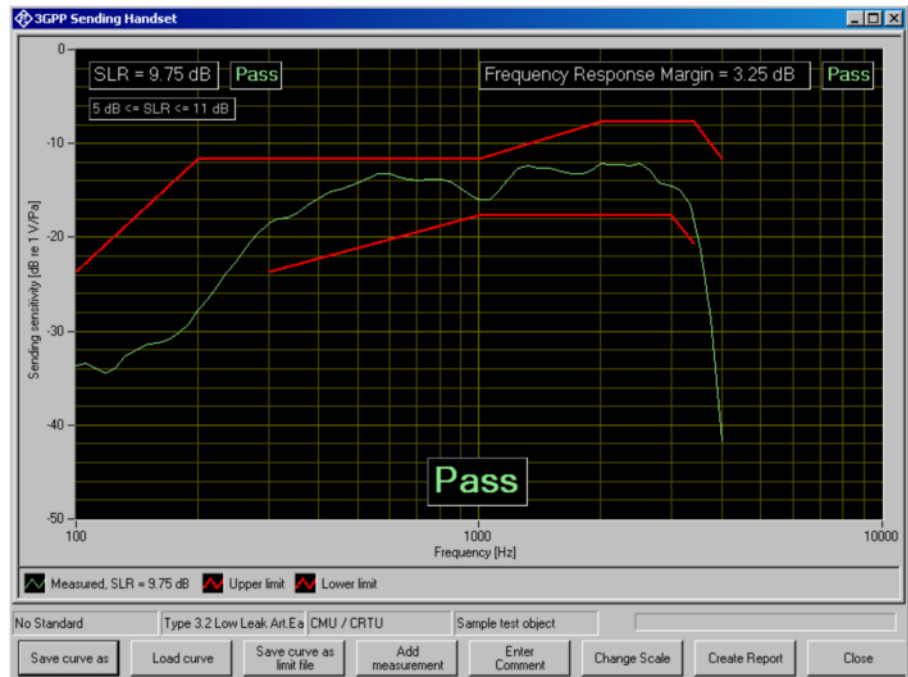 3GPP Sending Handset
SLR = 9.75 dB Pass
Frequency Response Margin = 3.25 dB Pass
5 dB <= SLR <= 11 dB
0
-10
-20
-30
-40
-50
Sending sensitivity [dB re 1 V/Pa]
Pass
100 1000 10000
Frequency [Hz]
Measured, SLR = 9.75 dB Upper limit Lower limit
No Standard Type 3.2 Low Leak Art.Ea CMU / CRTU Sample test object
Save curve as Load curve Save curve as limit file Add measurement Enter Comment Change Scale Create Report Close